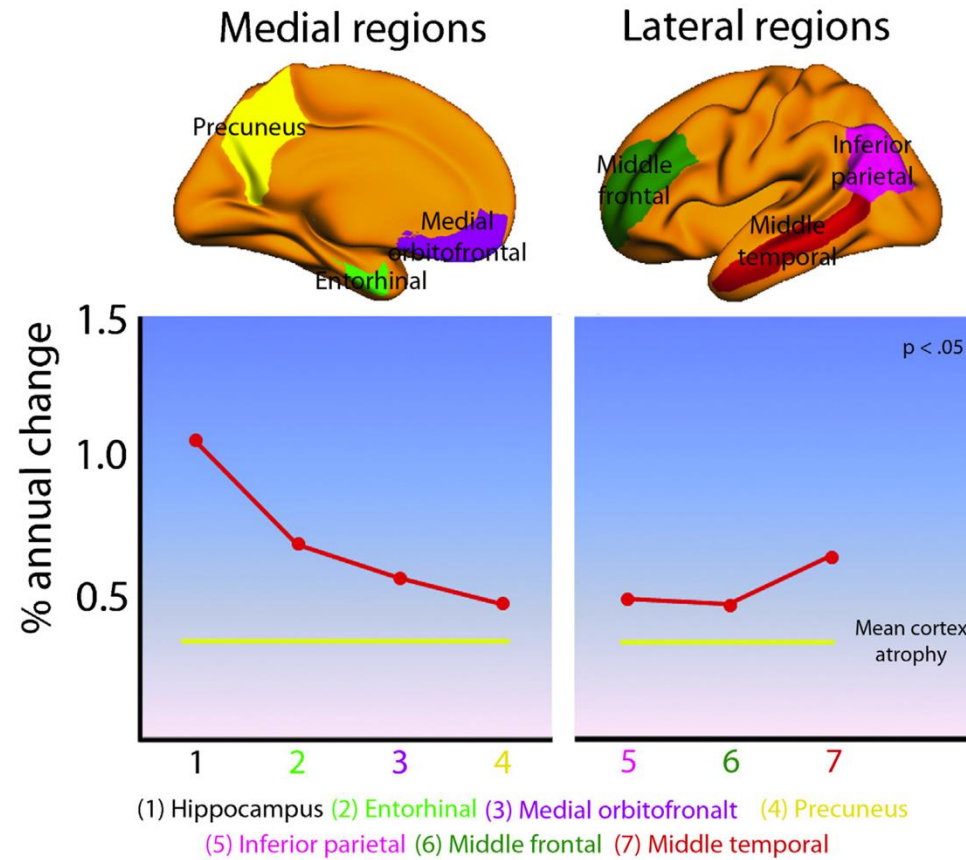 Medial regions
Lateral regions
Precuneus
Medial
orbitofrontal
Entorhinal
Middle
frontal
Inferior
parietal
Middle
temporal
% annual change
1.5
1.0
0.5
p < .05
Mean cortex
atrophy
1 2 3 4 5 6 7
(1) Hippocampus (2) Entorhinal (3) Medial orbitofronalt (4) Precuneus
(5) Inferior parietal (6) Middle frontal (7) Middle temporal